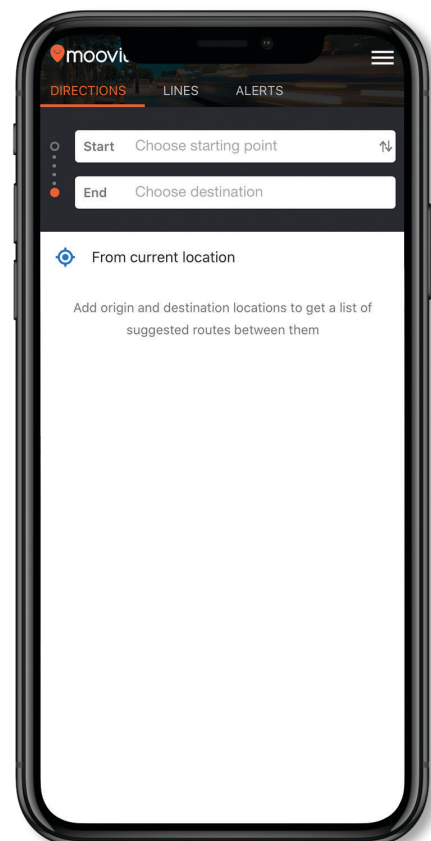 DIRECTIONS LINES ALERTS
Start Choose starting point
End Choose destination
From current location
Add origin and destination locations to get a list of
suggested routes between them